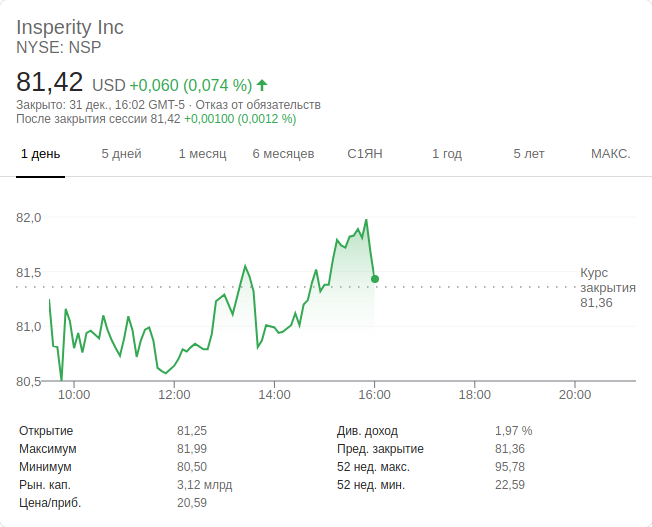 Insperity Inc
NYSE: NSP
81,42 USD +0,060 (0,074 %)
Закрыто: 31 дек., 16:02 GMT-5 · Отказ от обязательств
После закрытия сессии 81,42 +0,00100 (0,0012 %)
1 день 5 дней 1 месяц 6 месяцев С1ЯН 1 год 5 лет МАКС.
82,0
81,5
81,0
80,5
Курс
закрытия
81,36
10:00 12:00 14:00 16:00 18:00 20:00
Открытие 81,25 Див. доход 1,97 %
Максимум 81,99 Пред. закрытие 81,36
Минимум 80,50 52 нед. макс. 95,78
Рын. кап. 3,12 млрд 52 нед. мин. 22,59
Цена/приб. 20,59